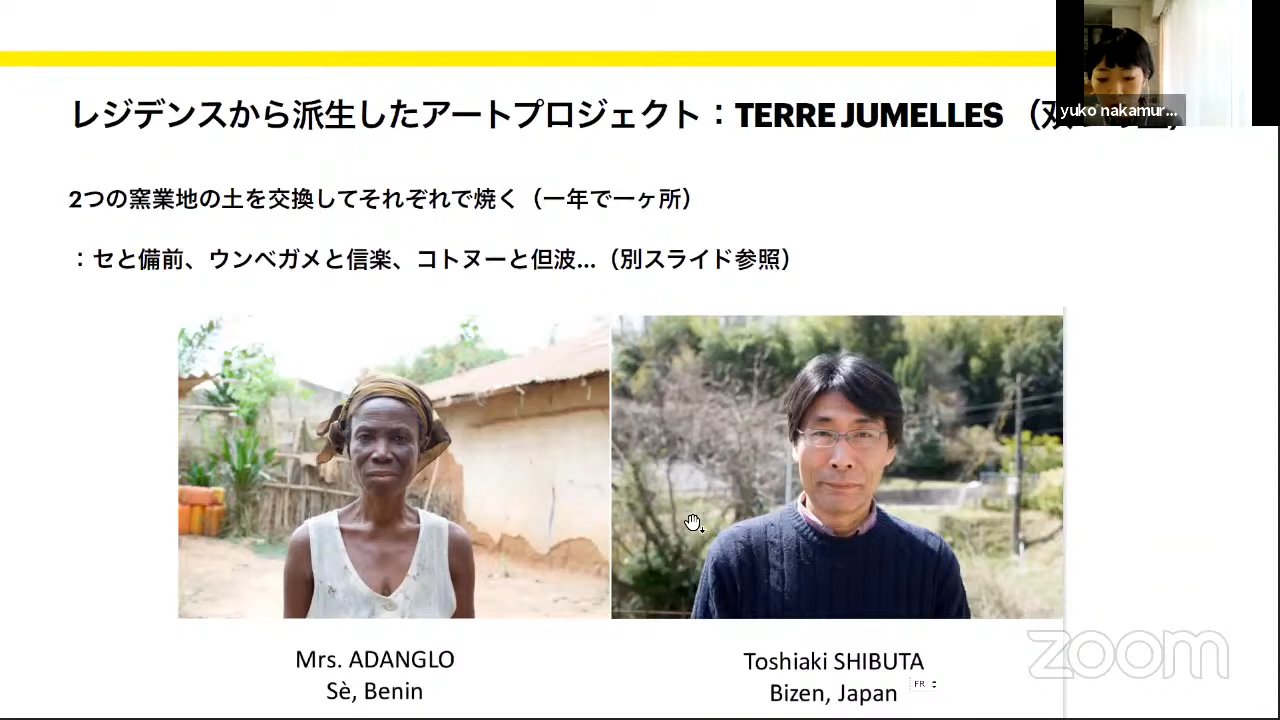 レジデンスから派生したアートプロジェクト：TERRE JUMELLES（
yuko nakamur...
2つの窯業地の土を交換してそれぞれで焼く（一年で一ヶ所）
：セと備前、ウンベガメと信楽、コトヌーと但波...（別スライド参照）
Mrs. ADANGLO
Sè, Benin
Toshiaki SHIBUTA
Bizen, Japan
FR
zoom